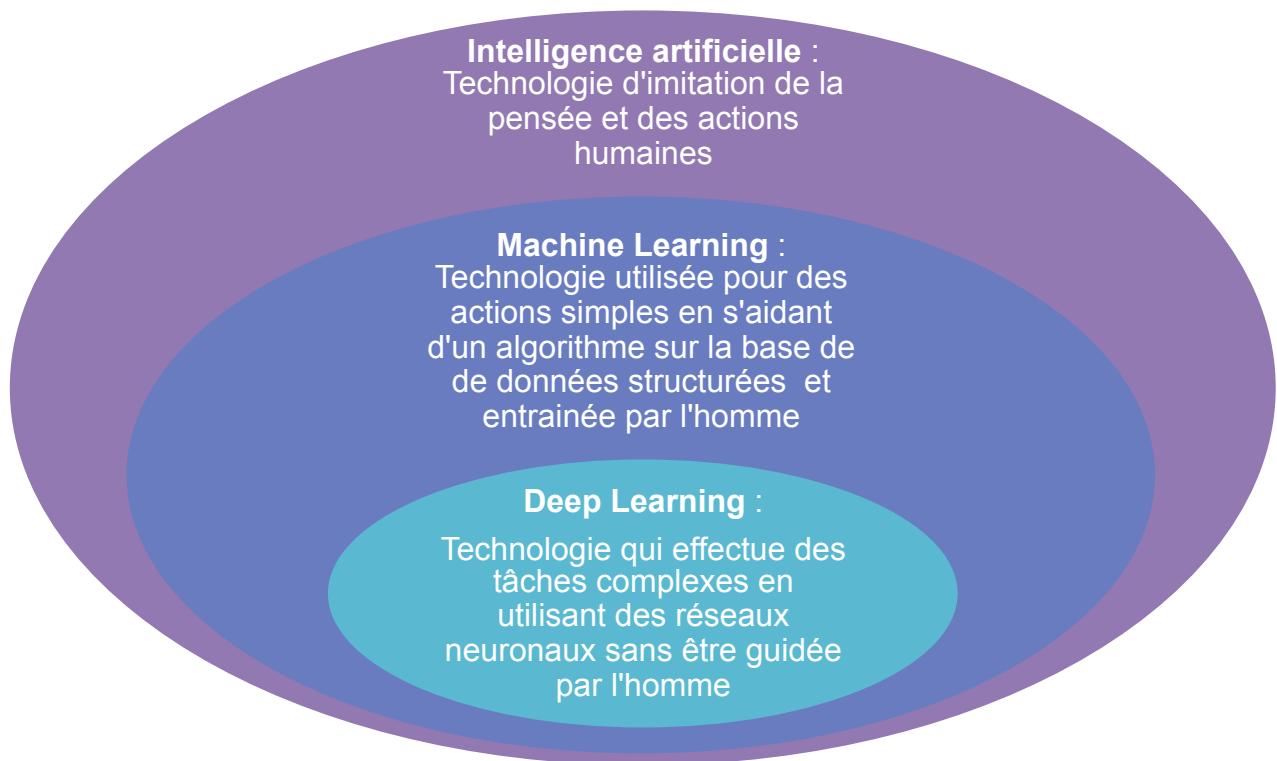 Intelligence artificielle :
Technologie d'imitation de la
pensée et des actions
humaines
Machine Learning :
Technologie utilisée pour des
actions simples en s'aidant
d'un algorithme sur la base de
de données structurées  et
entrainée par l'homme
Deep Learning :
Technologie qui effectue des
tâches complexes en
utilisant des réseaux
neuronaux sans être guidée
par l'homme